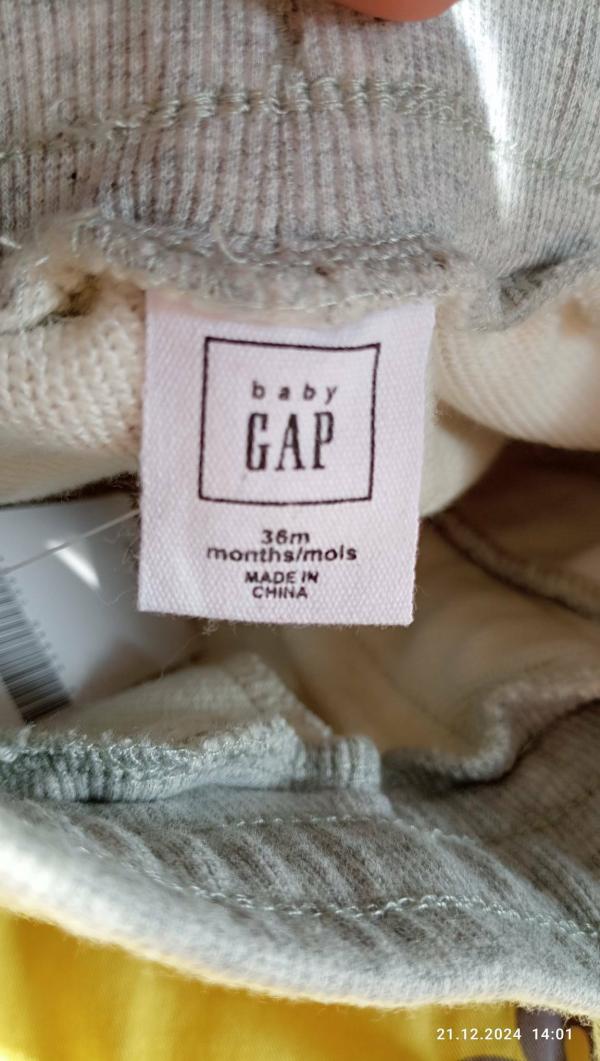 baby
GAP
36m
months/mois
MADE IN
CHINA
21.12.2024 14:01